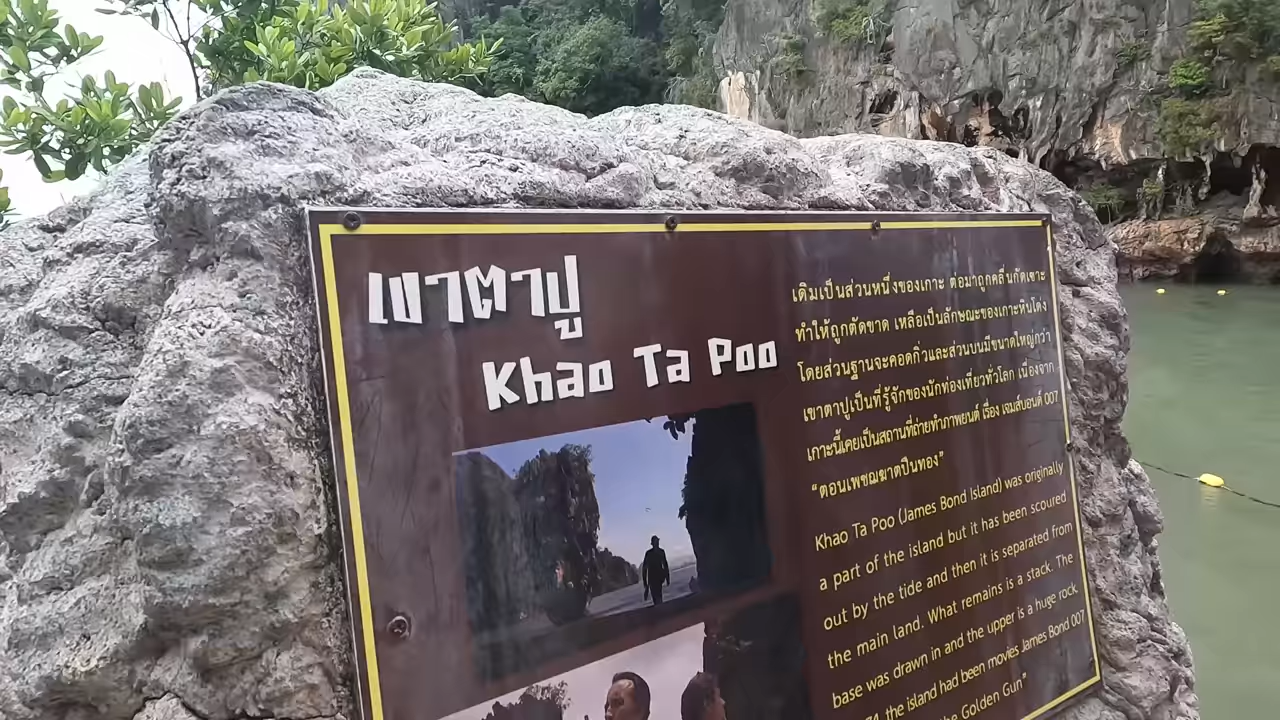 เขาตาปู
Khao Ta Poo
เดิมเป็นส่วนหนึ่งของเกาะ ต่อมาถูกคลื่นกัดเซาะ
ทำให้ถูกตัดขาด เหลือเป็นลักษณะของเกาะหินโด่ง
โดยส่วนฐานจะคอดกิ่วและส่วนบนมีขนาดใหญ่กว่า
เขาตาปูเป็นที่รู้จักของนักท่องเที่ยวทั่วโลก เนื่องจาก
เกาะนี้เคยเป็นสถานที่ถ่ายทำภาพยนต์ เรื่อง เจมส์บอนด์ 007
“ตอนเพชฌฆาตปืนทอง”
Khao Ta Poo (James Bond Island) was originally
a part of the island but it has been scoured
out by the tide and then it is separated from
the main land. What remains is a stack. The
base was drawn in and the upper is a huge rock
the island had been movies James Bond 007
the Golden Gun”